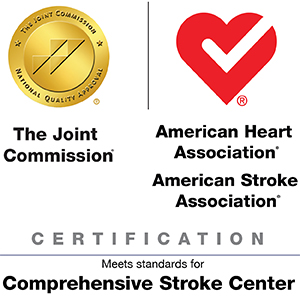 THE JOINT COMMISSION
NATIONAL QUALITY APPROVAL
®
The Joint
Commission®
®
American Heart
Association®
American Stroke
Association®
CERTIFICATION
Meets standards for
Comprehensive Stroke Center